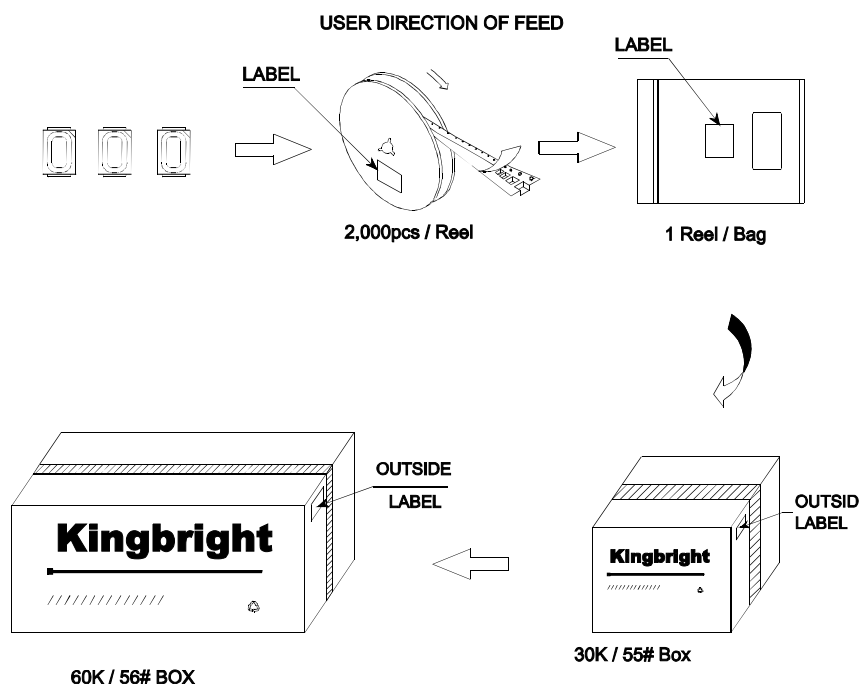 USER DIRECTION OF FEED
LABEL
LABEL
2,000pcs / Reel
1 Reel / Bag
OUTSIDE
LABEL
Kingbright
60K / 56# BOX
OUTSID
LABEL
Kingbright
30K / 55# Box